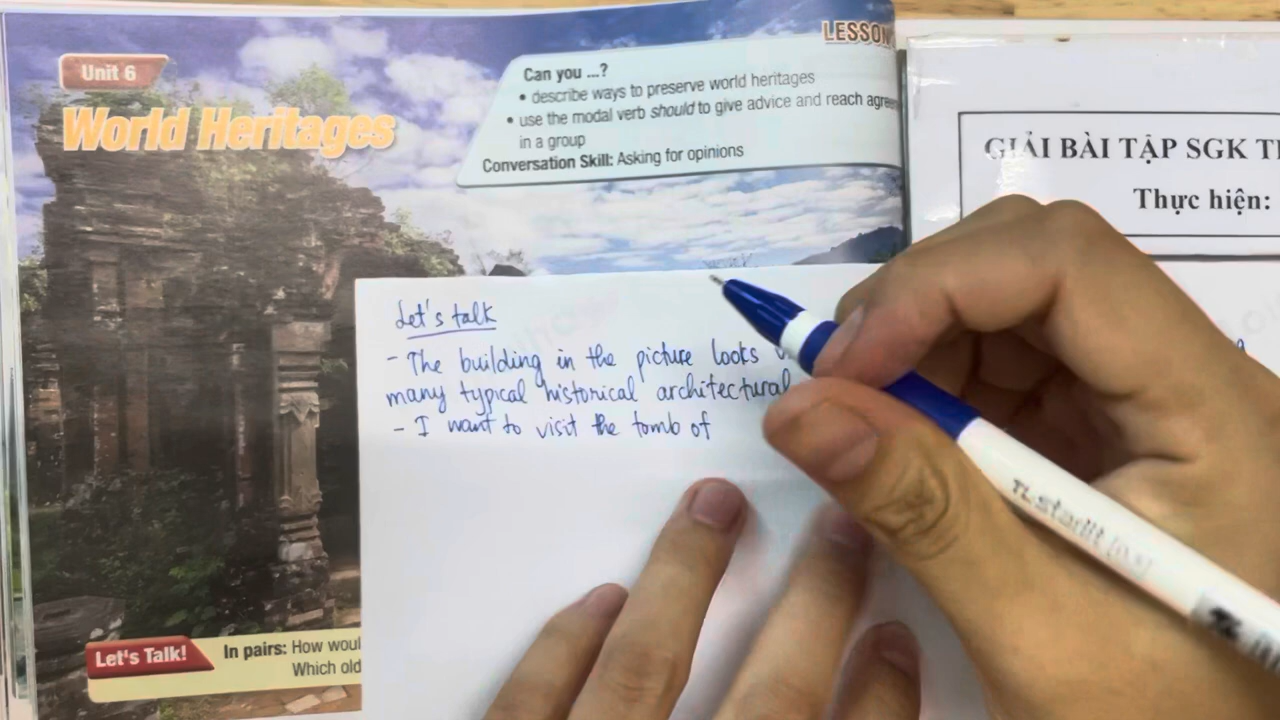 LESSON
Unit 6
World Heritages
Can you ...?
• describe ways to preserve world heritages
• use the modal verb should to give advice and reach
in a group
Conversation Skill: Asking for opinions
GIẢI BÀI TẬP SGK
Thực hiện:
Let's talk
- The building in the picture looks
many typical historical architectural
- I want to visit the tomb of
TL starlit [0.5]
Let's Talk!
In pairs: How
Which old